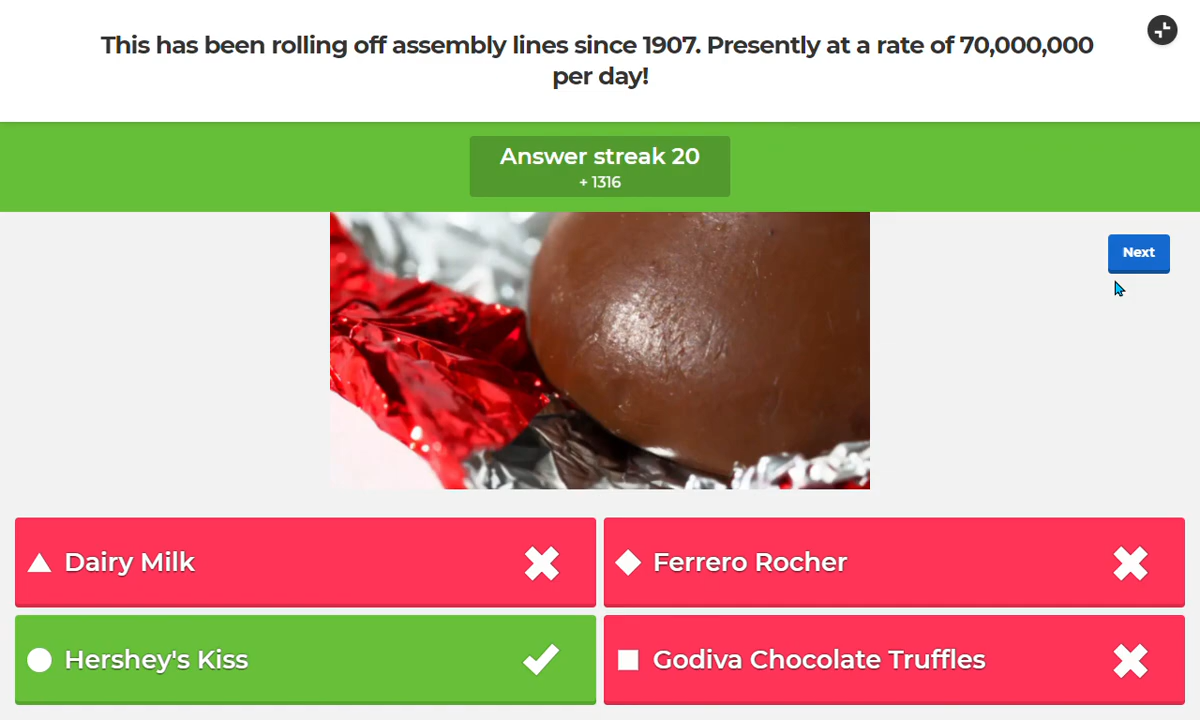 This has been rolling off assembly lines since 1907. Presently at a rate of 70,000,000
per day!
Answer streak 20
+ 1316
Next
Dairy Milk
Ferrero Rocher
Hershey's Kiss
Godiva Chocolate Truffles